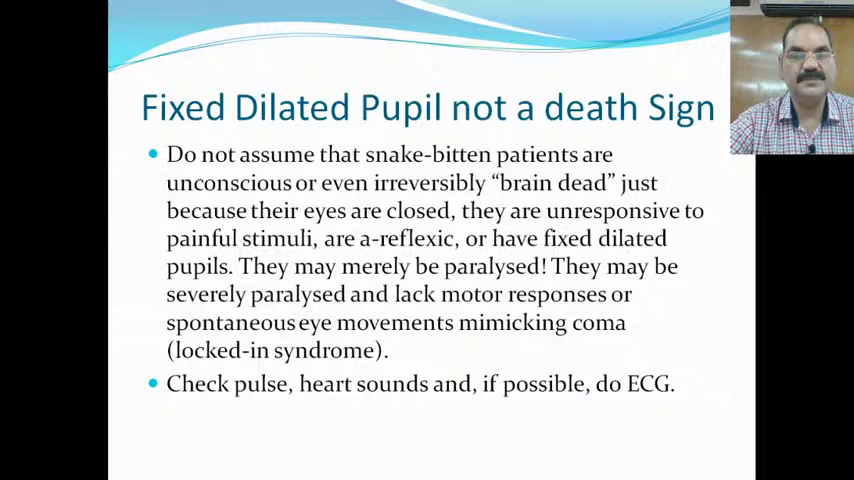 Fixed Dilated Pupil not a death Sign
• Do not assume that snake-bitten patients are
unconscious or even irreversibly “brain dead” just
because their eyes are closed, they are unresponsive to
painful stimuli, are a-reflexic, or have fixed dilated
pupils. They may merely be paralysed! They may be
severely paralysed and lack motor responses or
spontaneous eye movements mimicking coma
(locked-in syndrome).
• Check pulse, heart sounds and, if possible, do ECG.